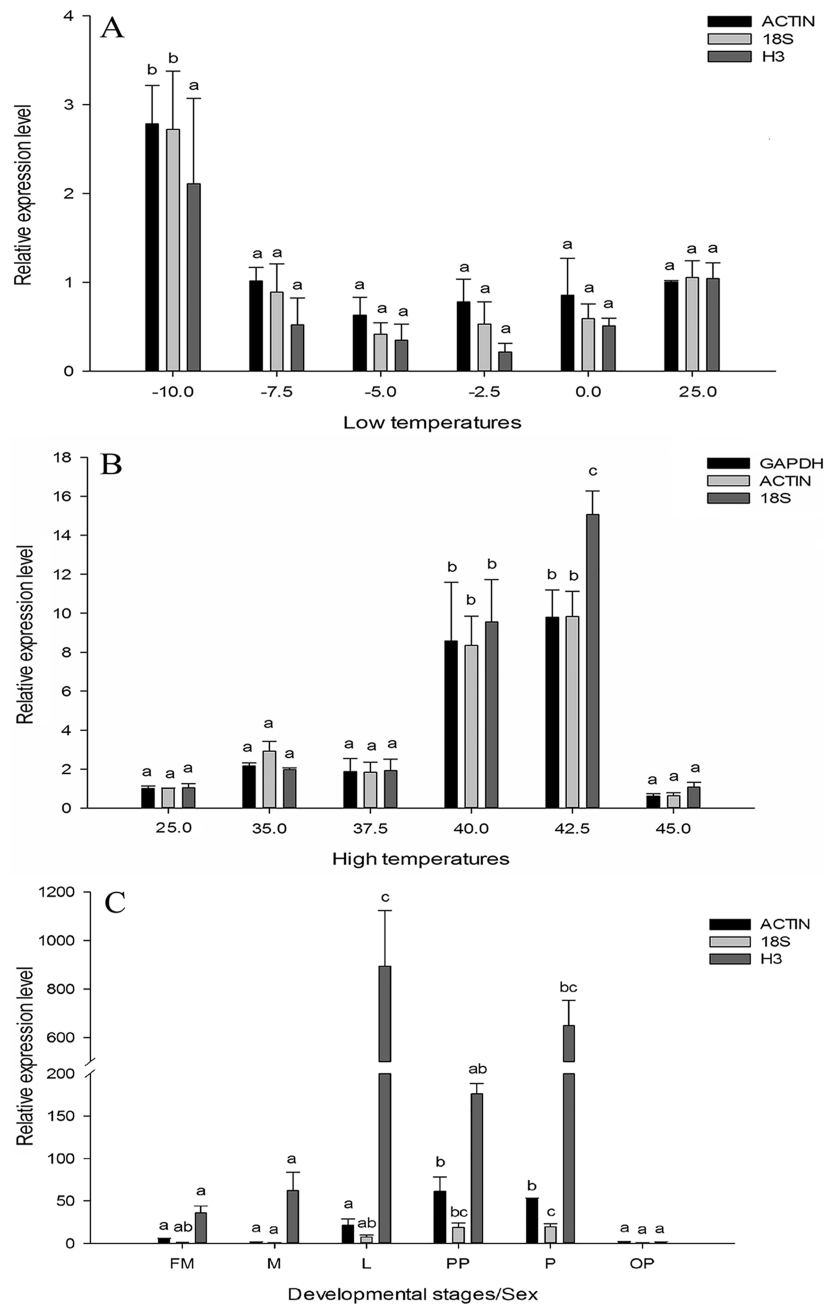 A
ACTIN
18S
H3
Relative expression level
4
3
2
1
0
b b a
a a a
a a a
a a a
a a a
a a a
-10.0 -7.5 -5.0 -2.5 0.0 25.0
Low temperatures
B
GAPDH
ACTIN
18S
Relative expression level
18
16
14
12
10
8
6
4
2
0
a a a
a a a
a a a
b b b
b b c
a a a
25.0 35.0 37.5 40.0 42.5 45.0
High temperatures
C
ACTIN
18S
H3
Relative expression level
1200
1000
800
600
200
150
100
50
0
a ab a
a a a
a ab c
b bc ab
b c bc
a a a
FM M L PP P OP
Developmental stages/Sex